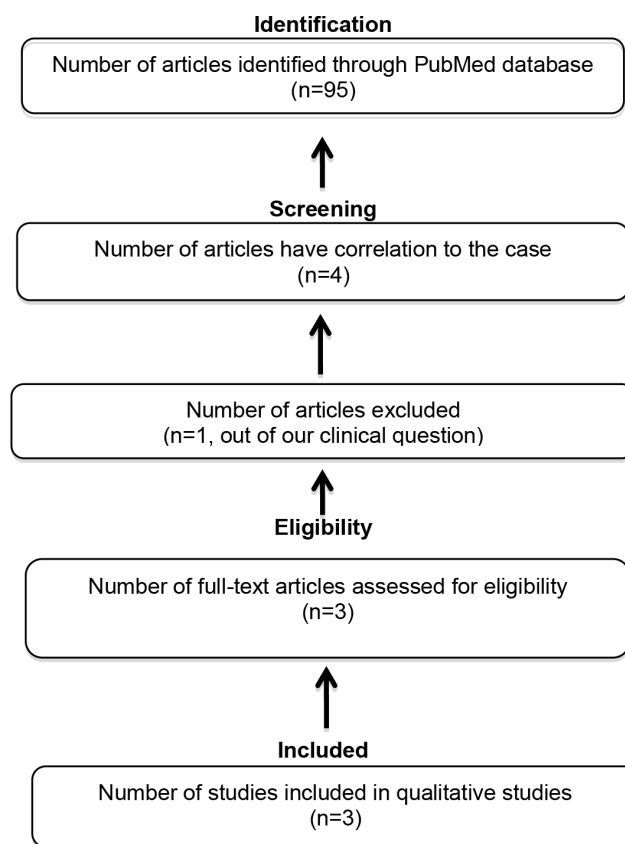 Identification
Number of articles identified through PubMed database
(n=95)
Screening
Number of articles have correlation to the case
(n=4)
Number of articles excluded
(n=1, out of our clinical question)
Eligibility
Number of full-text articles assessed for eligibility
(n=3)
Included
Number of studies included in qualitative studies
(n=3)